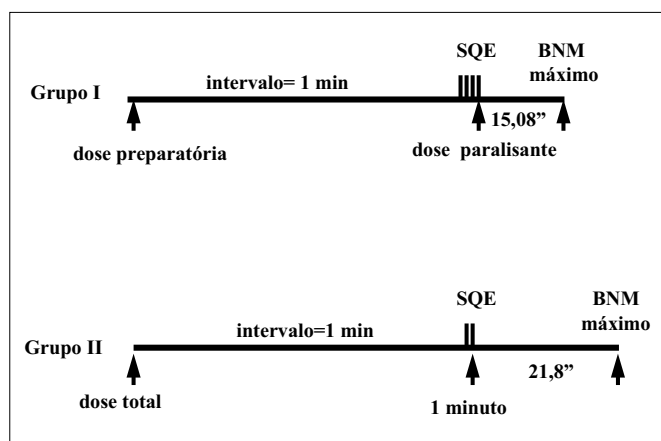 SQE
BNM
máximo
intervalo= 1 min
Grupo I
15,08”
dose preparatória
dose paralisante
SQE
BNM
máximo
intervalo=1 min
Grupo II
21,8”
dose total
1 minuto